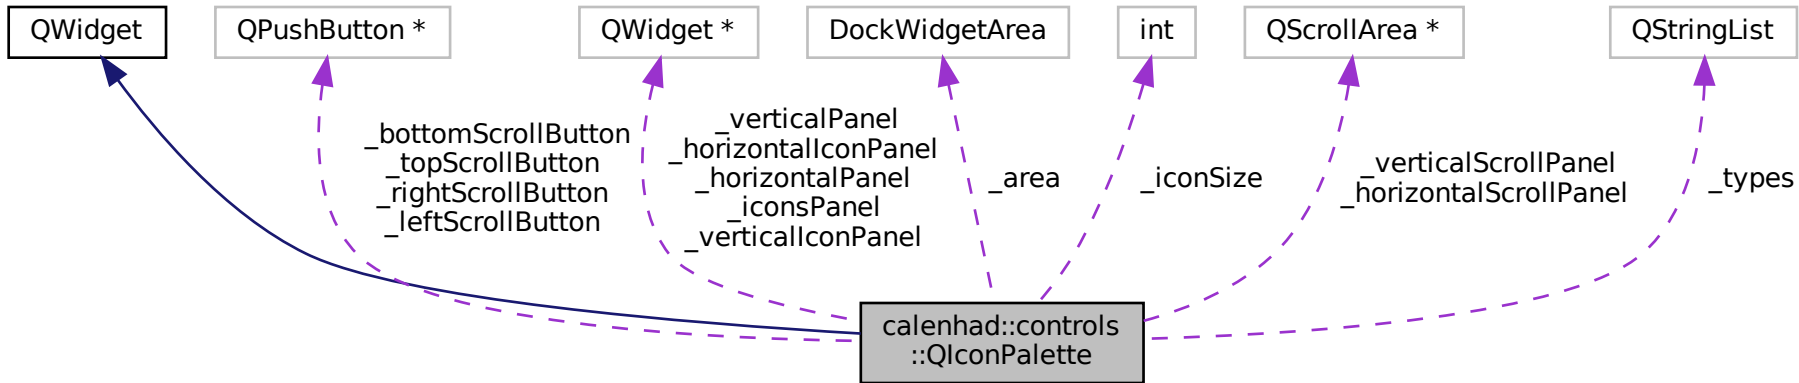 QWidget
QPushButton *
QWidget *
DockWidgetArea
int
QScrollArea *
QStringList
_bottomScrollButton
_topScrollButton
_rightScrollButton
_leftScrollButton
_verticalPanel
_horizontalIconPanel
_horizontalPanel
_iconsPanel
_verticalIconPanel
_area
_iconSize
_verticalScrollPanel
_horizontalScrollPanel
_types
calenhad::controls
::QIconPalette